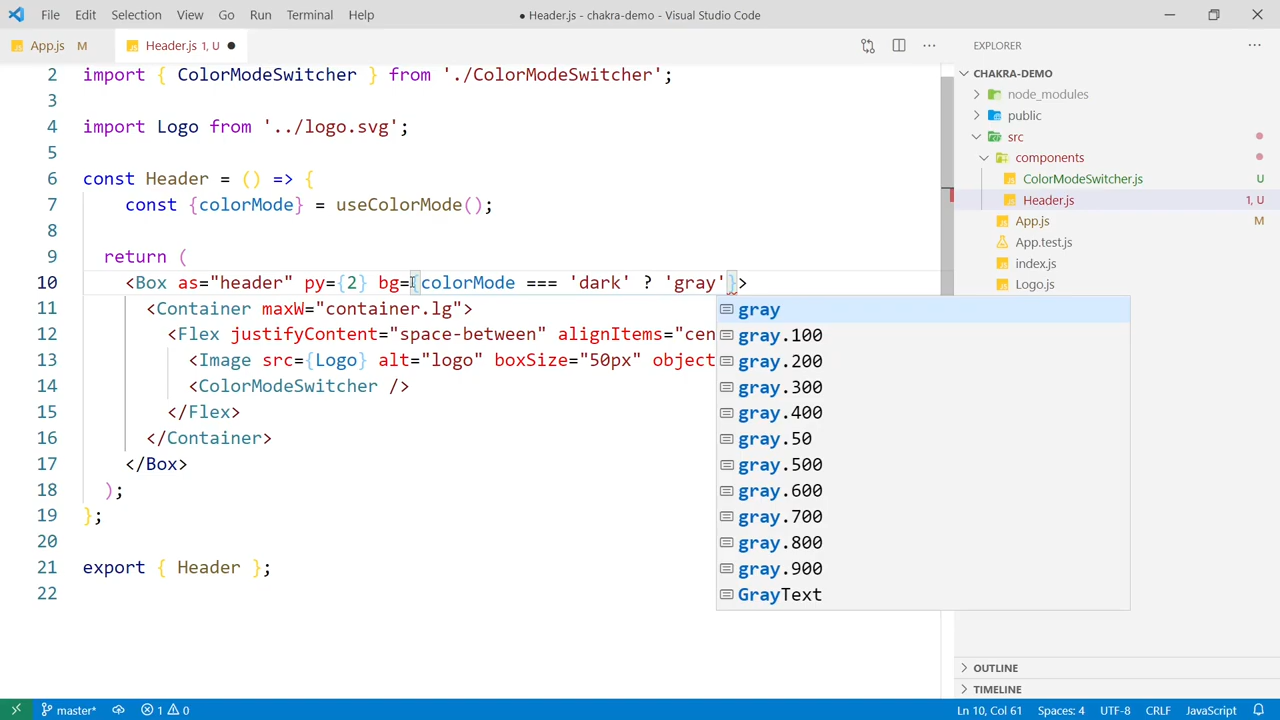 File Edit Selection View Go Run Terminal Help
● Header.js - chakra-demo - Visual Studio Code
App.js M
Header.js 1, U ●
2 import { ColorModeSwitcher } from './ColorModeSwitcher';
3
4 import Logo from '../logo.svg';
5
6 const Header = () => {
7 const {colorMode} = useColorMode();
8
9 return (
10 <Box as="header" py={2} bg={colorMode === 'dark' ? 'gray'}>
11 <Container maxW="container.lg">
12 <Flex justifyContent="space-between" alignItems="cen
13 <Image src={Logo} alt="logo" boxSize="50px" object
14 <ColorModeSwitcher />
15 </Flex>
16 </Container>
17 </Box>
18 );
19 };
20
21 export { Header };
22
gray
gray.100
gray.200
gray.300
gray.400
gray.50
gray.500
gray.600
gray.700
gray.800
gray.900
GrayText
EXPLORER
CHAKRA-DEMO
node_modules
public
src
components
ColorModeSwitcher.js U
Header.js 1, U
App.js M
App.test.js
index.js
Logo.js
OUTLINE
TIMELINE
master* 1 0
Ln 10, Col 61 Spaces: 4 UTF-8 CRLF JavaScript